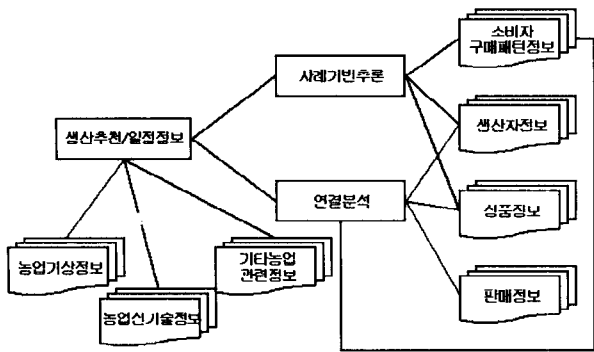 소비자
구매패턴정보
사례기반추론
생산자정보
생산추천/일정정보
연결분석
상품정보
농업기상정보
기타농업
관련정보
판매정보
농업신기술정보